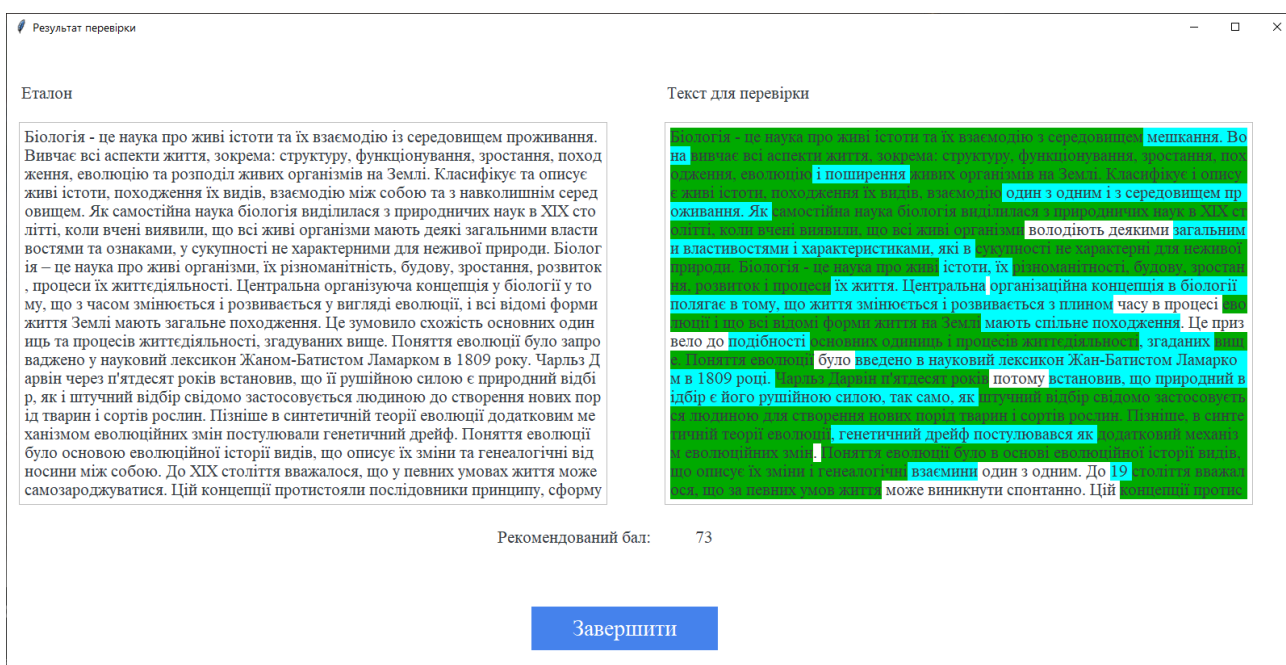 Результат перевірки
Еталон
Текст для перевірки
Біологія - це наука про живі істоти та їх взаємодію із середовищем проживання.
Вивчає всі аспекти життя, зокрема: структуру, функціонування, зростання, поход
ження, еволюцію та розподіл живих організмів на Землі. Класифікує та описує
живі істоти, походження їх видів, взаємодію між собою та з навколишнім серед
овищем. Як самостійна наука біологія виділилася з природничих наук в XIX сто
літті, коли вчені виявили, що всі живі організми мають деякі загальними власти
востями та ознаками, у сукупності не характерними для неживої природи. Біолог
ія – це наука про живі організми, їх різноманітність, будову, зростання, розвиток
, процеси їх життєдіяльності. Центральна організуюча концепція у біології у то
му, що з часом змінюється і розвивається у вигляді еволюції, і всі відомі форми
життя Землі мають загальне походження. Це зумовило схожість основних один
иць та процесів життєдіяльності, згадуваних вище. Поняття еволюції було запро
ваджено у науковий лексикон Жаном-Батистом Ламарком в 1809 року. Чарльз Д
арвін через п'ятдесят років встановив, що її рушійною силою є природний відбі
р, як і штучний відбір свідомо застосовується людиною до створення нових пор
ід тварин і сортів рослин. Пізніше в синтетичній теорії еволюції додатковим ме
ханізмом еволюційних змін постулювали генетичний дрейф. Поняття еволюції
було основою еволюційної історії видів, що описує їх зміни та генеалогічні від
носини між собою. До XIX століття вважалося, що у певних умовах життя може
самозароджуватися. Цій концепції протистояли послідовники принципу, сформу
Біологія - це наука про живі істоти та їх взаємодію з середовищем мешкання. Во
на вивчає всі аспекти життя, зокрема: структуру, функціонування, зростання, пох
одження, еволюцію і поширення живих організмів на Землі. Класифікує і опису
є живі істоти, походження їх видів, взаємодію один з одним і з середовищем пр
оживання. Як самостійна наука біологія виділилася з природничих наук в XIX ст
олітті, коли вчені виявили, що всі живі організми володіють деякими загальним
и властивостями і характеристиками, які в сукупності не характерні для неживої
природи. Біологія - це наука про живі істоти, їх різноманітності, будову, зростан
ня, розвиток і процеси їх життя. Центральна організаційна концепція в біології
полягає в тому, що життя змінюється і розвивається з плином часу в процесі ево
люції і що всі відомі форми життя на Землі мають спільне походження. Це приз
вело до подібності основних одиниць і процесів життєдіяльності, згаданих вищ
е. Поняття еволюції було введено в науковий лексикон Жан-Батистом Ламарко
м в 1809 році. Чарльз Дарвін п'ятдесят років потому встановив, що природний в
ідбір є його рушійною силою, так само, як штучний відбір свідомо застосовуєть
ся людиною для створення нових порід тварин і сортів рослин. Пізніше, в синте
тичній теорії еволюції, генетичний дрейф постулювався як додатковий механіз
м еволюційних змін. Поняття еволюції було в основі еволюційної історії видів,
що описує їх зміни і генеалогічні взаємини один з одним. До 19 століття вважал
ося, що за певних умов життя може виникнути спонтанно. Цій концепції протис
Рекомендований бал: 73
Завершити